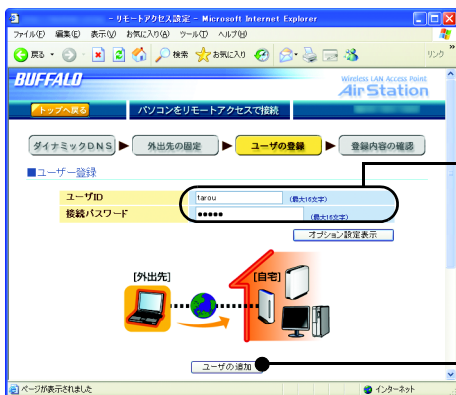 - リモートアクセス設定 - Microsoft Internet Explorer
ファイル(F) 編集(E) 表示(V) お気に入り(A) ツール(T) ヘルプ(H)
戻る 検索 お気に入り リンク »
BUFFALO
Wireless LAN Access Point
AirStation
トップへ戻る パソコンをリモートアクセスで接続
ダイナミックDNS 外出先の固定 ユーザの登録 登録内容の確認
■ユーザー登録
ユーザID tarou (最大16文字)
接続パスワード ●●●●● (最大16文字)
オプション設定表示
[外出先] [自宅]
ユーザの追加
ページが表示されました インターネット